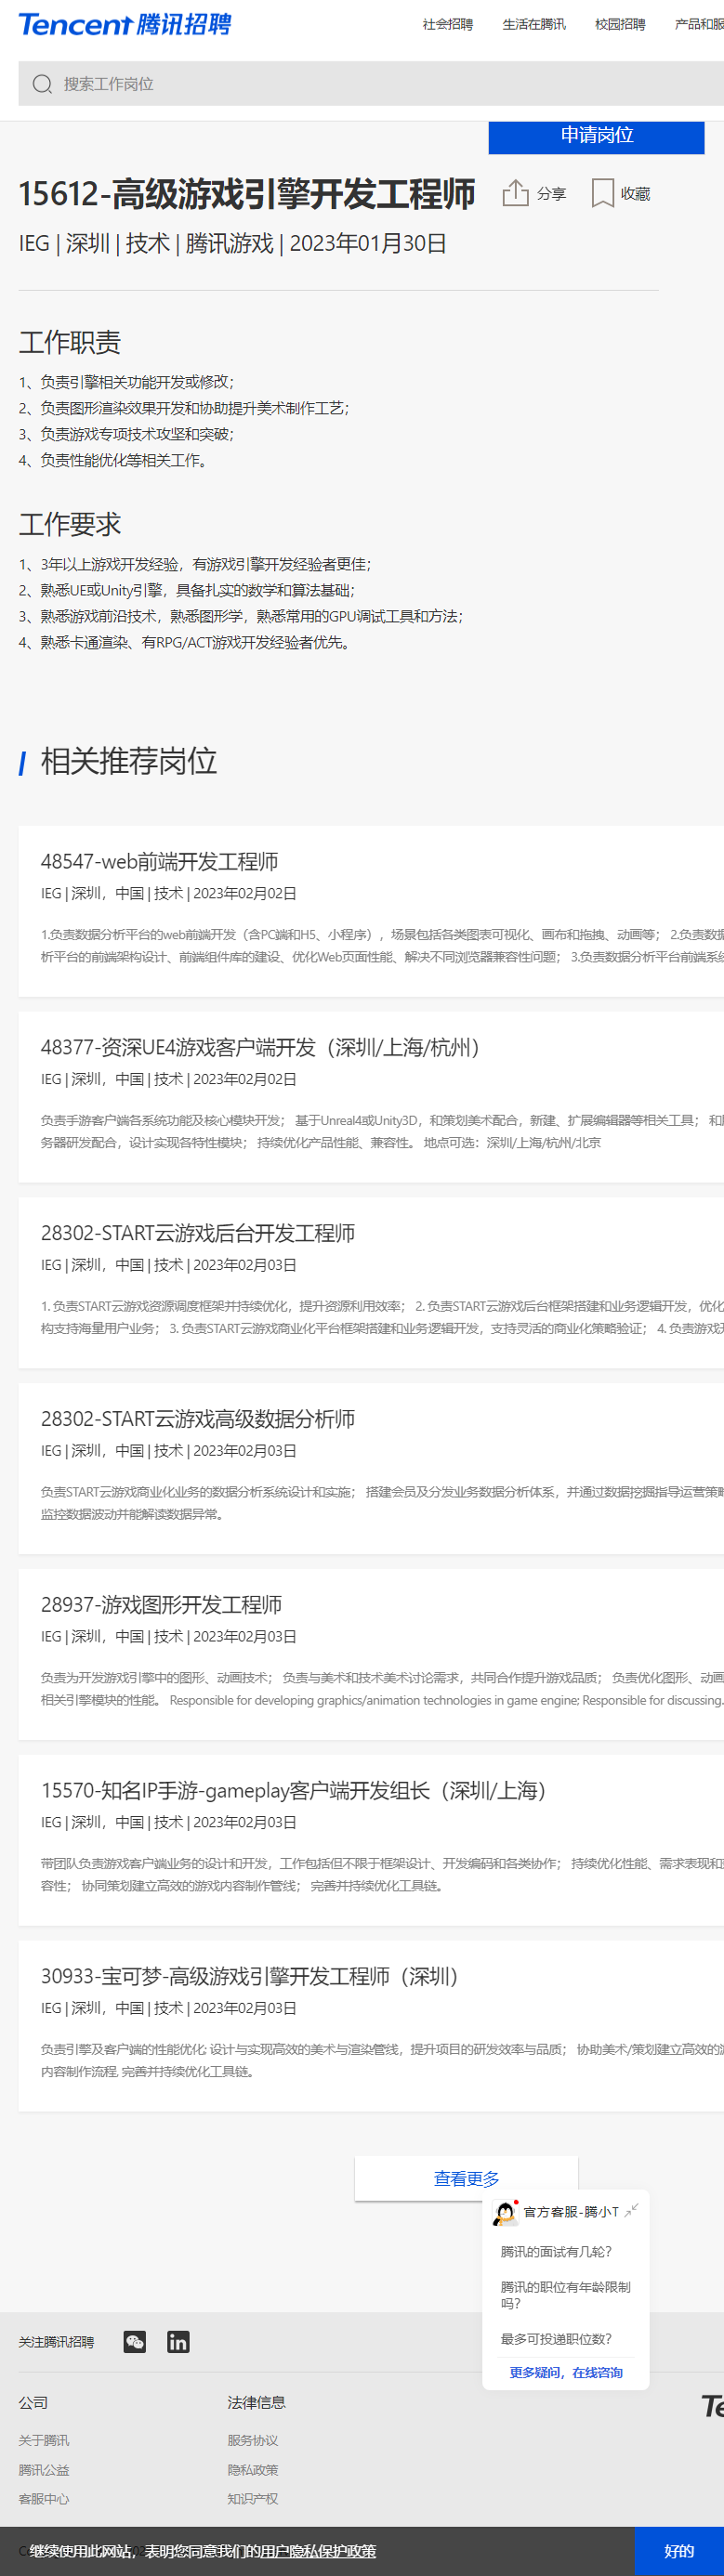 Tencent 腾讯招聘
社会招聘 生活在腾讯 校园招聘 产品和服
搜索工作岗位
申请岗位
15612-高级游戏引擎开发工程师 分享 收藏
IEG | 深圳 | 技术 | 腾讯游戏 | 2023年01月30日
工作职责
1、负责引擎相关功能开发或修改；
2、负责图形渲染效果开发和协助提升美术制作工艺；
3、负责游戏专项技术攻坚和突破；
4、负责性能优化等相关工作。
工作要求
1、3年以上游戏开发经验，有游戏引擎开发经验者更佳；
2、熟悉UE或Unity引擎，具备扎实的数学和算法基础；
3、熟悉游戏前沿技术，熟悉图形学，熟悉常用的GPU调试工具和方法；
4、熟悉卡通渲染、有RPG/ACT游戏开发经验者优先。
相关推荐岗位
48547-web前端开发工程师
IEG | 深圳，中国 | 技术 | 2023年02月02日
1.负责数据分析平台的web前端开发（含PC端和H5、小程序），场景包括各类图表可视化、画布和拖拽、动画等； 2.负责数据
析平台的前端架构设计、前端组件库的建设、优化Web页面性能、解决不同浏览器兼容性问题； 3.负责数据分析平台前端系统
48377-资深UE4游戏客户端开发（深圳/上海/杭州）
IEG | 深圳，中国 | 技术 | 2023年02月02日
负责手游客户端各系统功能及核心模块开发； 基于Unreal4或Unity3D，和策划美术配合，新建、扩展编辑器等相关工具； 和服
务器研发配合，设计实现各特性模块； 持续优化产品性能、兼容性。 地点可选：深圳/上海/杭州/北京
28302-START云游戏后台开发工程师
IEG | 深圳，中国 | 技术 | 2023年02月03日
1. 负责START云游戏资源调度框架并持续优化，提升资源利用效率； 2. 负责START云游戏后台框架搭建和业务逻辑开发，优化
构支持海量用户业务； 3. 负责START云游戏商业化平台框架搭建和业务逻辑开发，支持灵活的商业化策略验证； 4. 负责游戏
28302-START云游戏高级数据分析师
IEG | 深圳，中国 | 技术 | 2023年02月03日
负责START云游戏商业化业务的数据分析系统设计和实施； 搭建会员及分发业务数据分析体系，并通过数据挖掘指导运营策略
监控数据波动并能解读数据异常。
28937-游戏图形开发工程师
IEG | 深圳，中国 | 技术 | 2023年02月03日
负责为开发游戏引擎中的图形、动画技术； 负责与美术和技术美术讨论需求，共同合作提升游戏品质； 负责优化图形、动画
相关引擎模块的性能。 Responsible for developing graphics/animation technologies in game engine; Responsible for discussing.
15570-知名IP手游-gameplay客户端开发组长（深圳/上海）
IEG | 深圳，中国 | 技术 | 2023年02月03日
带团队负责游戏客户端业务的设计和开发，工作包括但不限于框架设计、开发编码和各类协作； 持续优化性能、需求表现和
容性； 协同策划建立高效的游戏内容制作管线； 完善并持续优化工具链。
30933-宝可梦-高级游戏引擎开发工程师（深圳）
IEG | 深圳，中国 | 技术 | 2023年02月03日
负责引擎及客户端的性能优化; 设计与实现高效的美术与渲染管线，提升项目的研发效率与品质； 协助美术/策划建立高效的游
内容制作流程, 完善并持续优化工具链。
查看更多
官方客服-腾小T
腾讯的面试有几轮？
腾讯的职位有年龄限制
吗？
最多可投递职位数？
更多疑问，在线咨询
关注腾讯招聘
公司 法律信息
Te
关于腾讯 服务协议
腾讯公益 隐私政策
客服中心 知识产权
继续使用此网站，表明您同意我们的用户隐私保护政策 好的